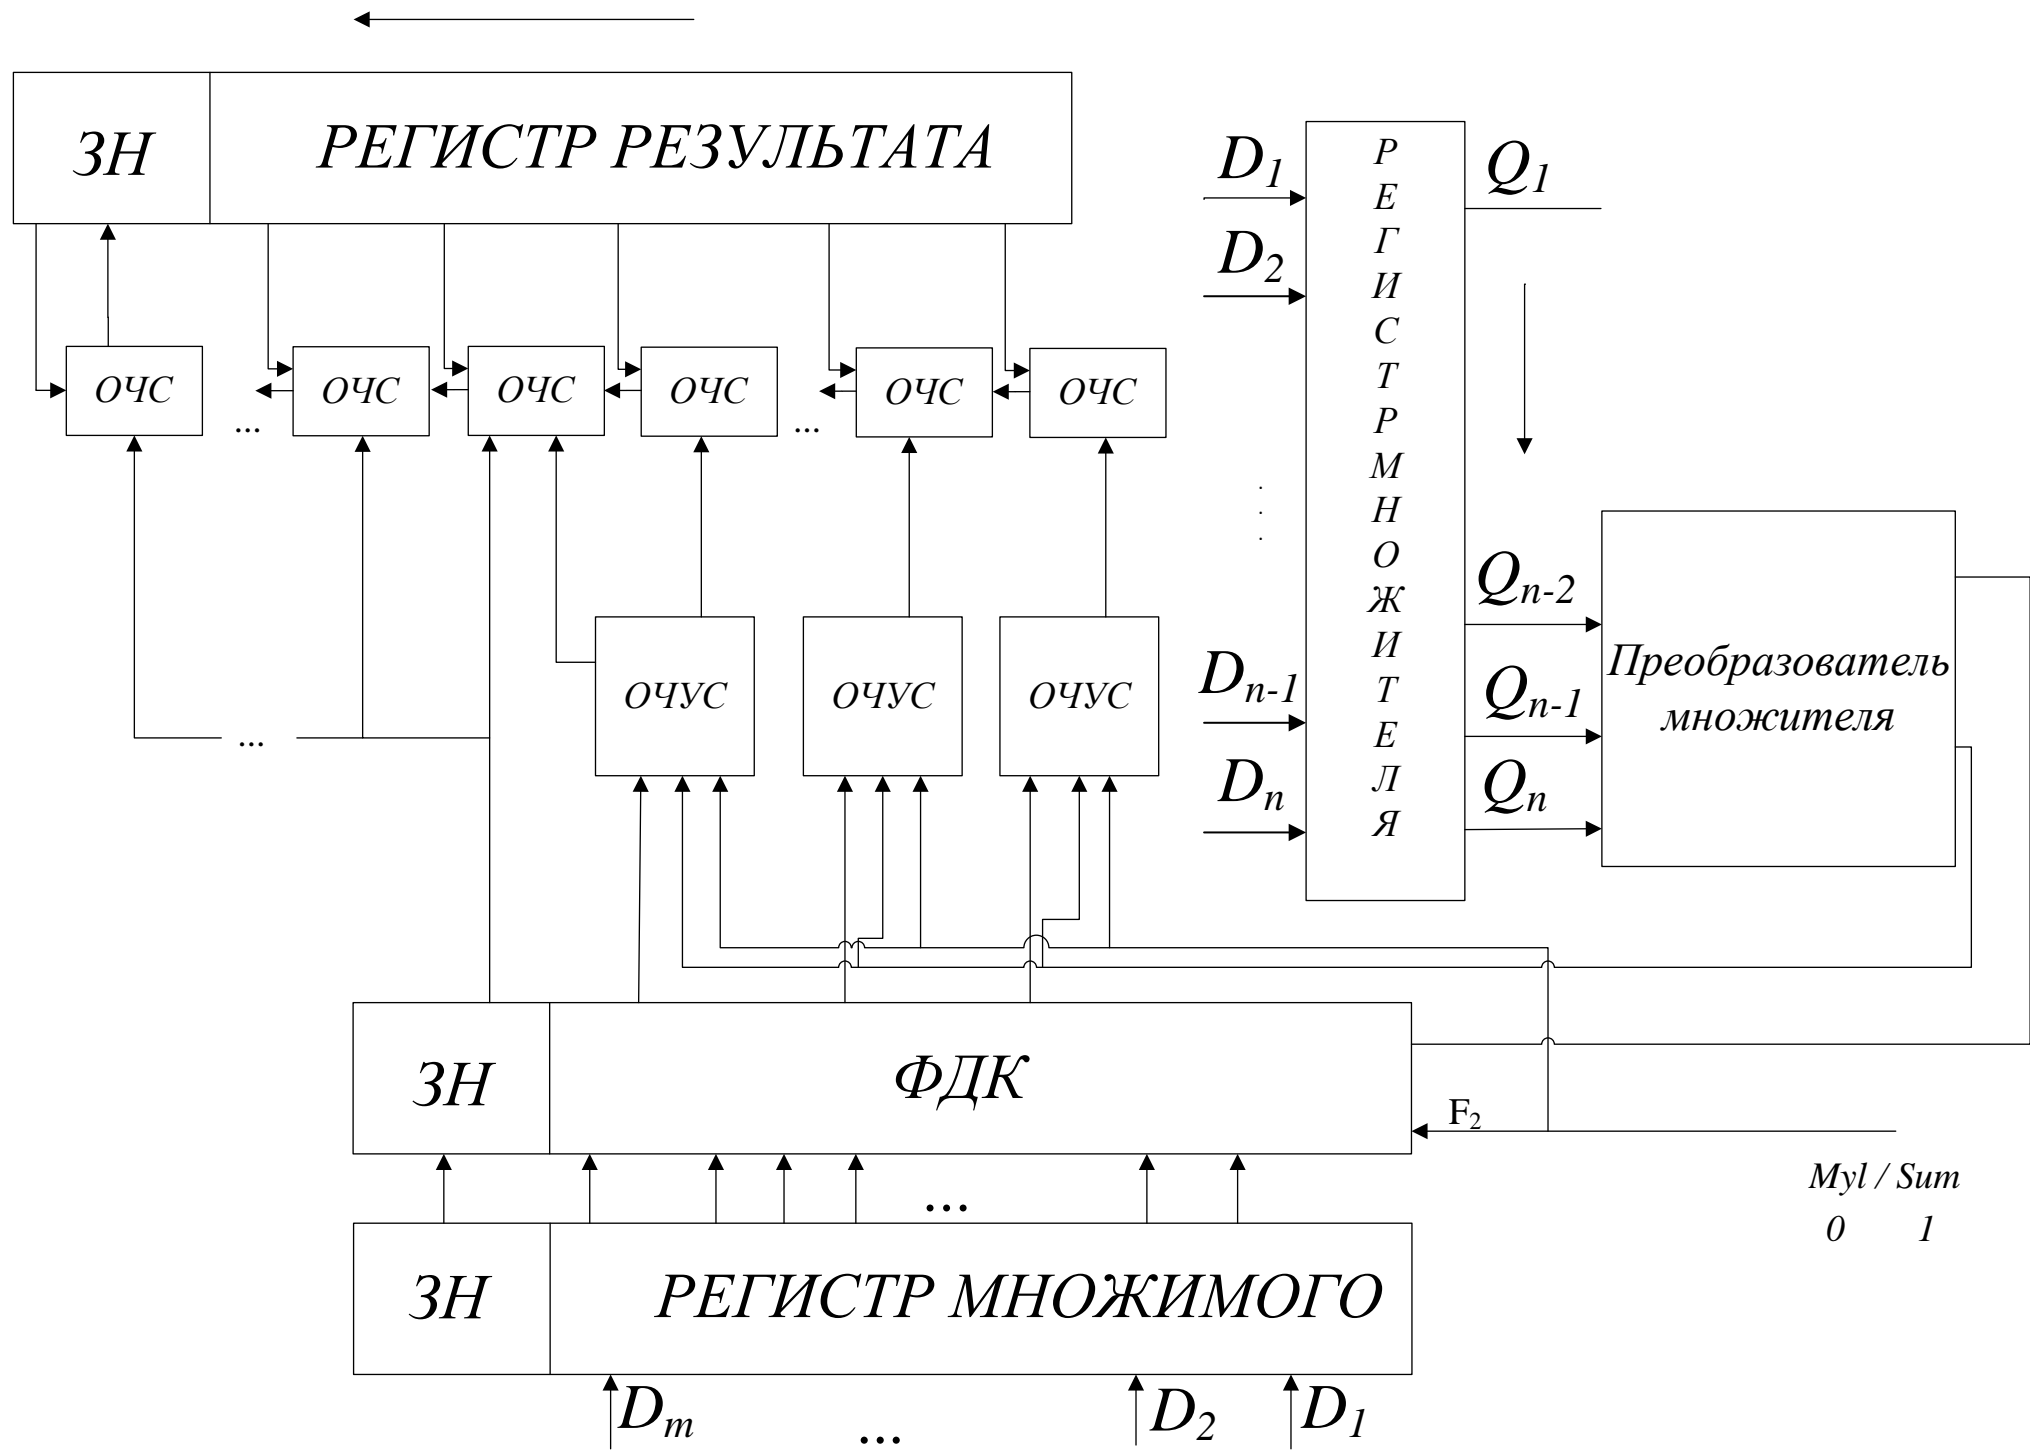 ЗН РЕГИСТР РЕЗУЛЬТАТА
D1
D2
РЕГИСТР МНОЖИТЕЛЯ
Q1
ОЧС ... ОЧС ОЧС ОЧС ... ОЧС ОЧС
...
Qn-2
Dn-1
Qn-1
Dn
Qn
Преобразователь
множителя
ОЧУС ОЧУС ОЧУС
...
ЗН ФДК
F2
Myl / Sum
0 1
...
ЗН РЕГИСТР МНОЖИМОГО
Dm ... D2 D1